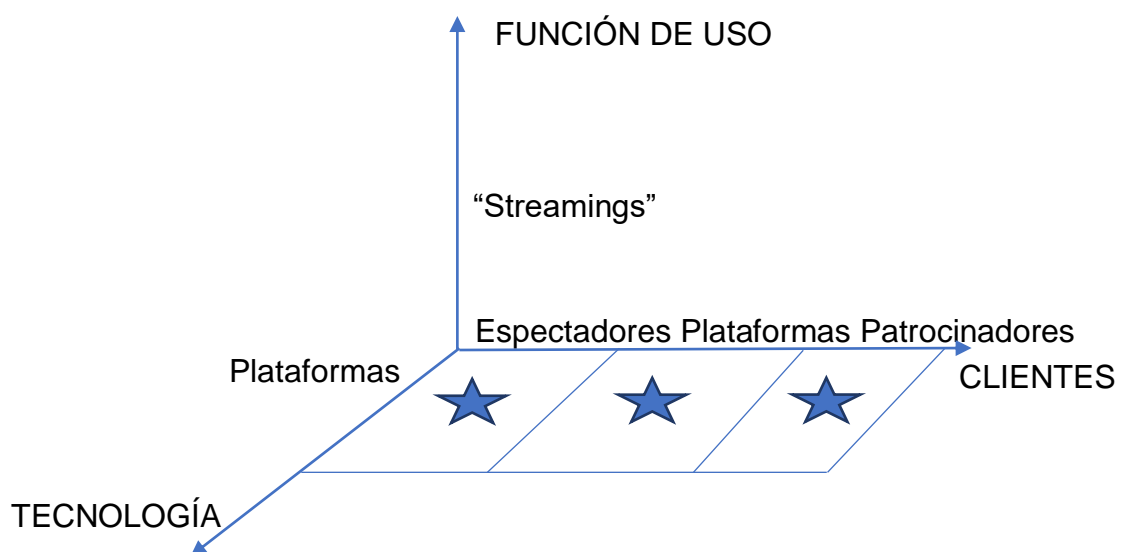 FUNCIÓN DE USO
“Streamings”
Espectadores Plataformas Patrocinadores
Plataformas
CLIENTES
TECNOLOGÍA